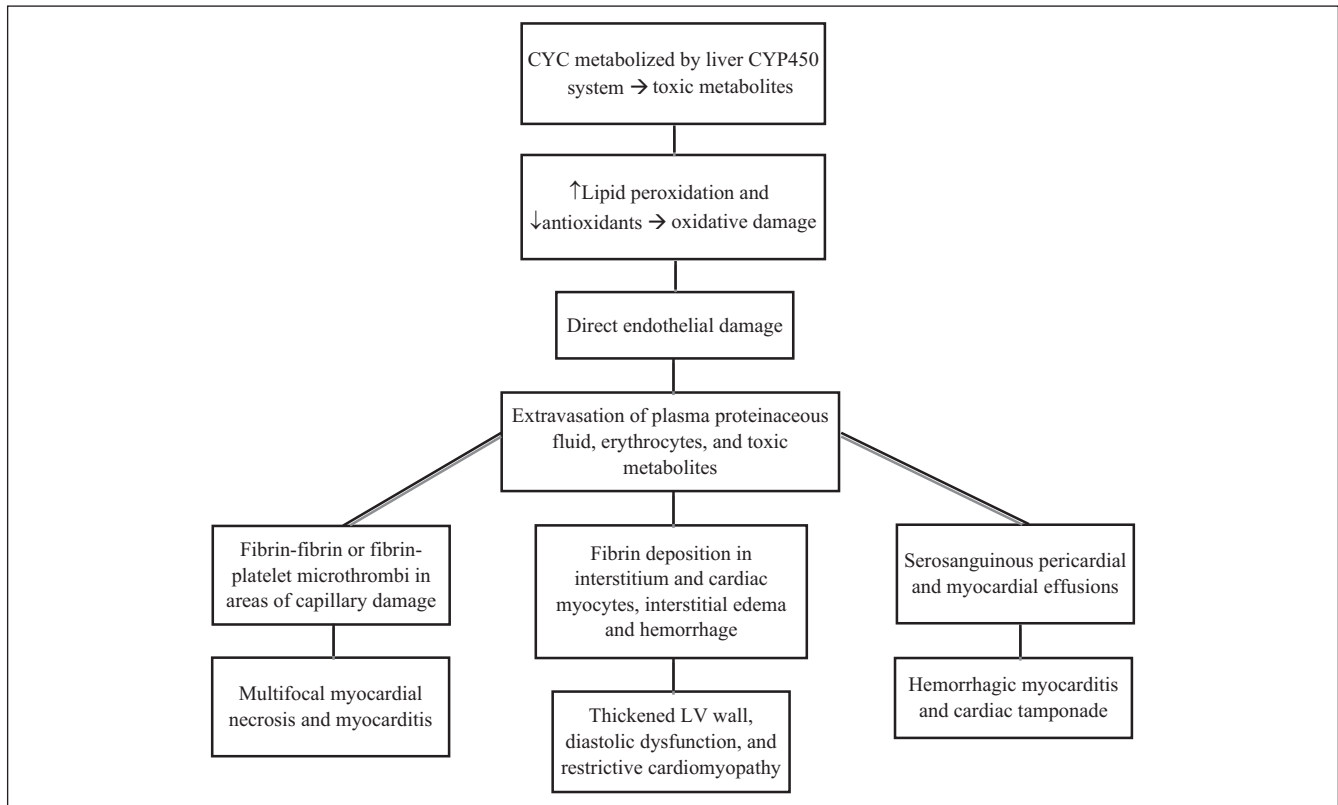 CYC metabolized by liver CYP450
system → toxic metabolites
↑Lipid peroxidation and
↓antioxidants → oxidative damage
Direct endothelial damage
Extravasation of plasma proteinaceous
fluid, erythrocytes, and toxic
metabolites
Fibrin-fibrin or fibrin-
platelet microthrombi in
areas of capillary damage
Multifocal myocardial
necrosis and myocarditis
Fibrin deposition in
interstitium and cardiac
myocytes, interstitial edema
and hemorrhage
Thickened LV wall,
diastolic dysfunction, and
restrictive cardiomyopathy
Serosanguinous pericardial
and myocardial effusions
Hemorrhagic myocarditis
and cardiac tamponade